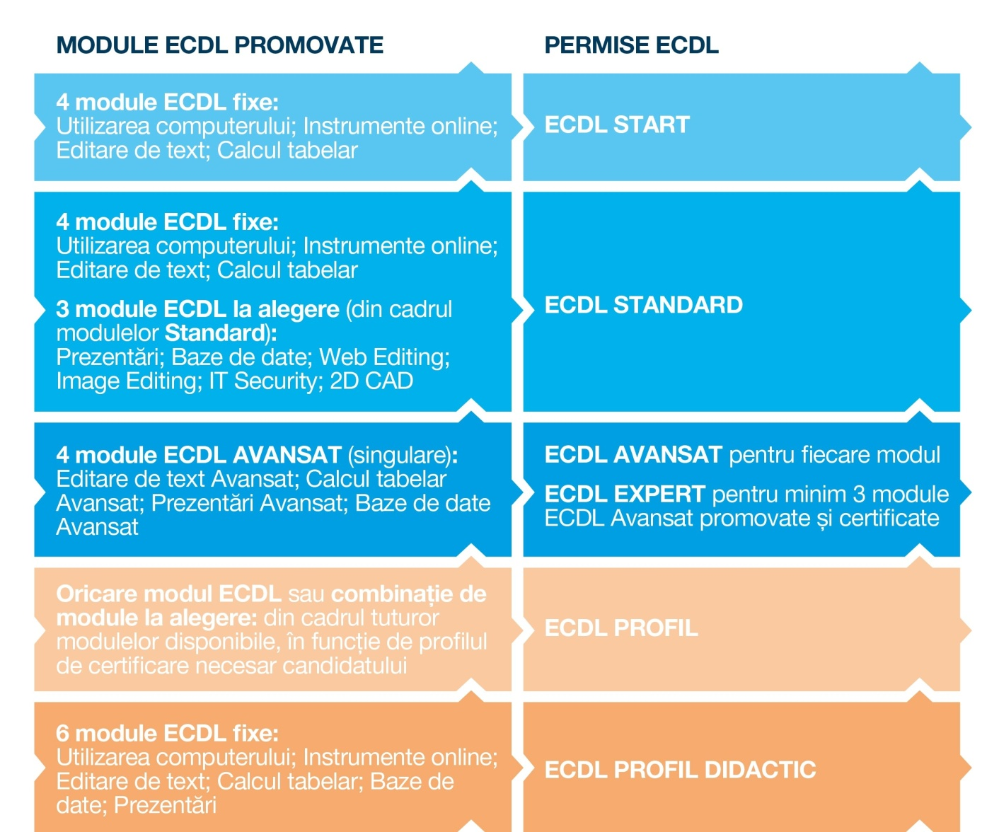 MODULE ECDL PROMOVATE
PERMISE ECDL
4 module ECDL fixe:
Utilizarea computerului; Instrumente online;
Editare de text; Calcul tabelar
ECDL START
4 module ECDL fixe:
Utilizarea computerului; Instrumente online;
Editare de text; Calcul tabelar
3 module ECDL la alegere (din cadrul
modulelor Standard):
Prezentări; Baze de date; Web Editing;
Image Editing; IT Security; 2D CAD
ECDL STANDARD
4 module ECDL AVANSAT (singulare):
Editare de text Avansat; Calcul tabelar
Avansat; Prezentări Avansat; Baze de date
Avansat
ECDL AVANSAT pentru fiecare modul
ECDL EXPERT pentru minim 3 module
ECDL Avansat promovate și certificate
Oricare modul ECDL sau combinație de
module la alegere: din cadrul tuturor
modulelor disponibile, în funcție de profilul
de certificare necesar candidatului
ECDL PROFIL
6 module ECDL fixe:
Utilizarea computerului; Instrumente online;
Editare de text; Calcul tabelar; Baze de
date; Prezentări
ECDL PROFIL DIDACTIC